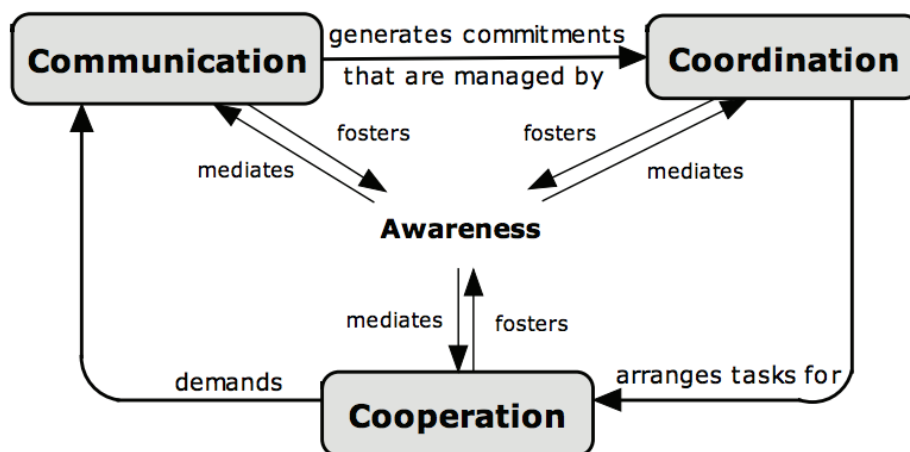 generates commitments
Communication
Coordination
that are managed by
fosters
fosters
mediates
mediates
Awareness
mediates
fosters
demands
arranges tasks for
Cooperation